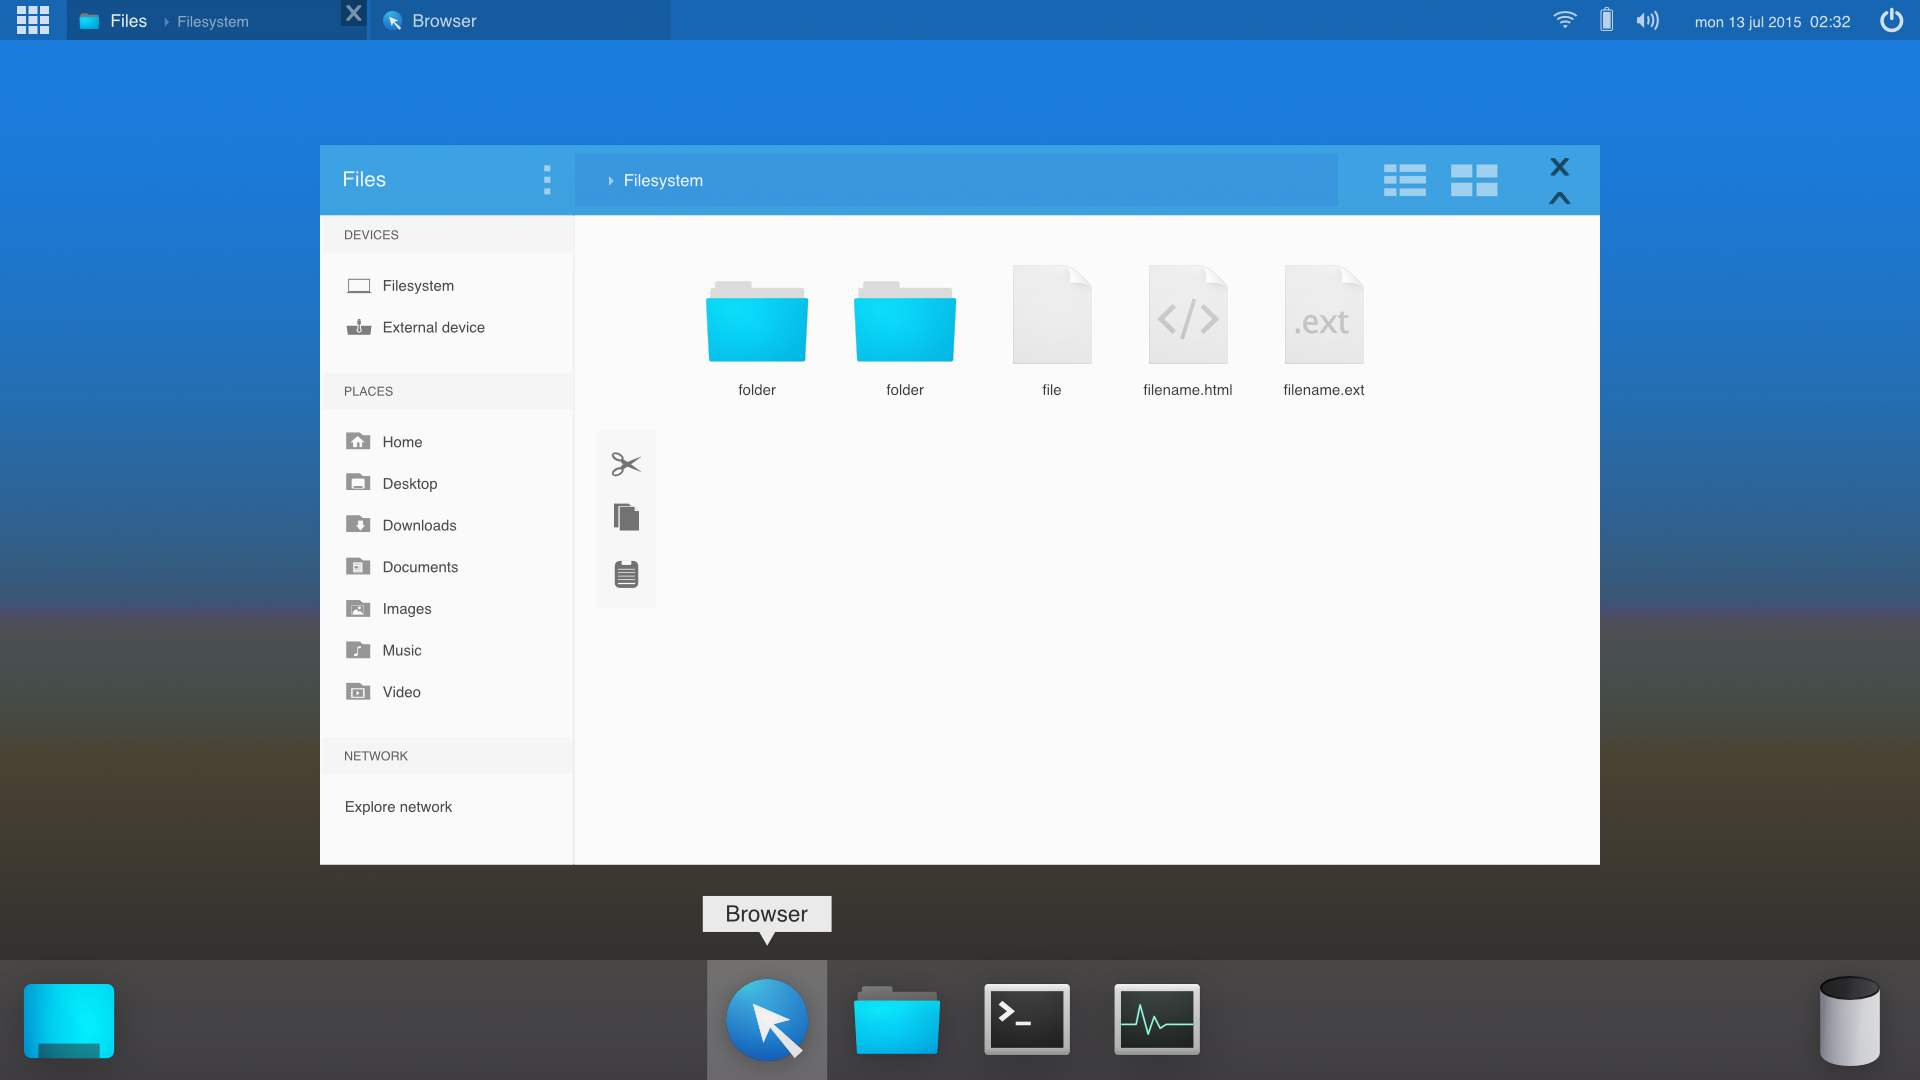 Files Filesystem X Browser mon 13 jul 2015 02:32
Files Filesystem X
DEVICES
Filesystem
External device
PLACES
Home
Desktop
Downloads
Documents
Images
Music
Video
NETWORK
Explore network
</>
.ext
folder folder file filename.html filename.ext
Browser
>_